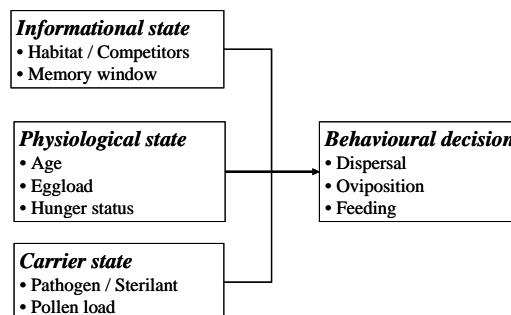 Informational state
• Habitat / Competitors
• Memory window
Physiological state
• Age
• Eggload
• Hunger status
Carrier state
• Pathogen / Sterilant
• Pollen load
Behavioural decision
• Dispersal
• Oviposition
• Feeding